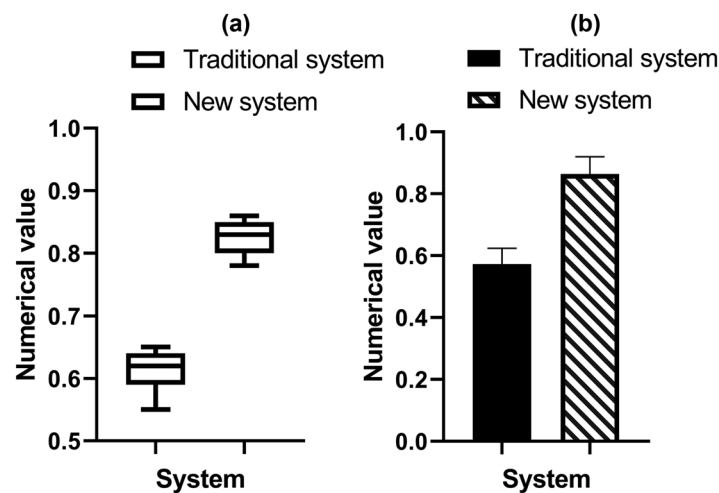 (a)
Traditional system
New system
1.0
0.9
0.8
0.7
0.6
0.5
Numerical value
System
(b)
Traditional system
New system
1.0
0.8
0.6
0.4
0.2
0.0
Numerical value
System